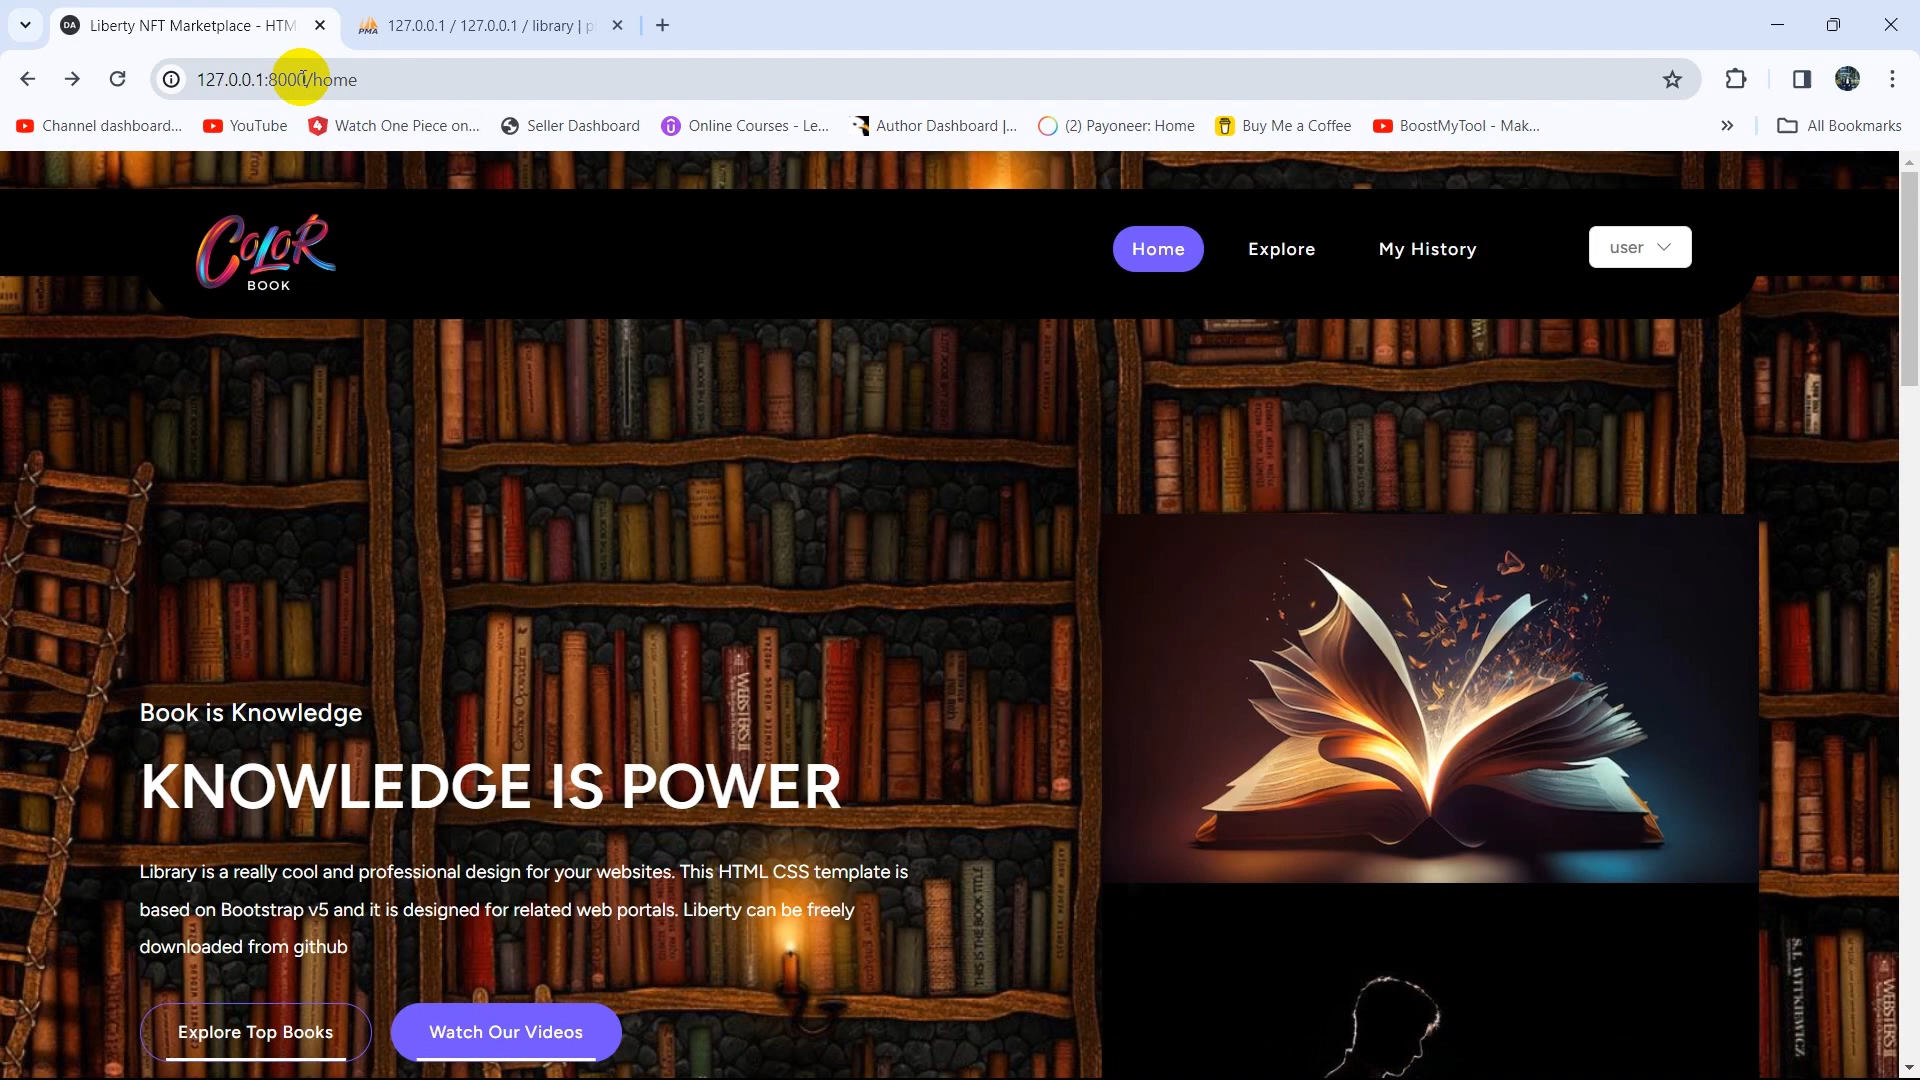 DA Liberty NFT Marketplace - HTM
PMA 127.0.0.1 / 127.0.0.1 / library | p
127.0.0.1:8000/home
Channel dashboard...
YouTube
Watch One Piece on...
Seller Dashboard
Online Courses - Le...
Author Dashboard |...
(2) Payoneer: Home
Buy Me a Coffee
BoostMyTool - Mak...
All Bookmarks
COLOR
BOOK
Home
Explore
My History
user
Book is Knowledge
KNOWLEDGE IS POWER
Library is a really cool and professional design for your websites. This HTML CSS template is
based on Bootstrap v5 and it is designed for related web portals. Liberty can be freely
downloaded from github
Explore Top Books
Watch Our Videos